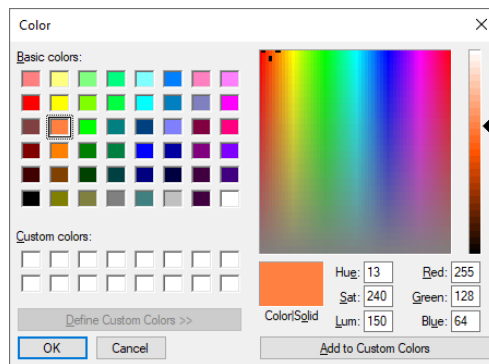 Color
Basic colors:
Custom colors:
Define Custom Colors >>
OK
Cancel
Color|Solid
Hue: 13
Sat: 240
Lum: 150
Red: 255
Green: 128
Blue: 64
Add to Custom Colors